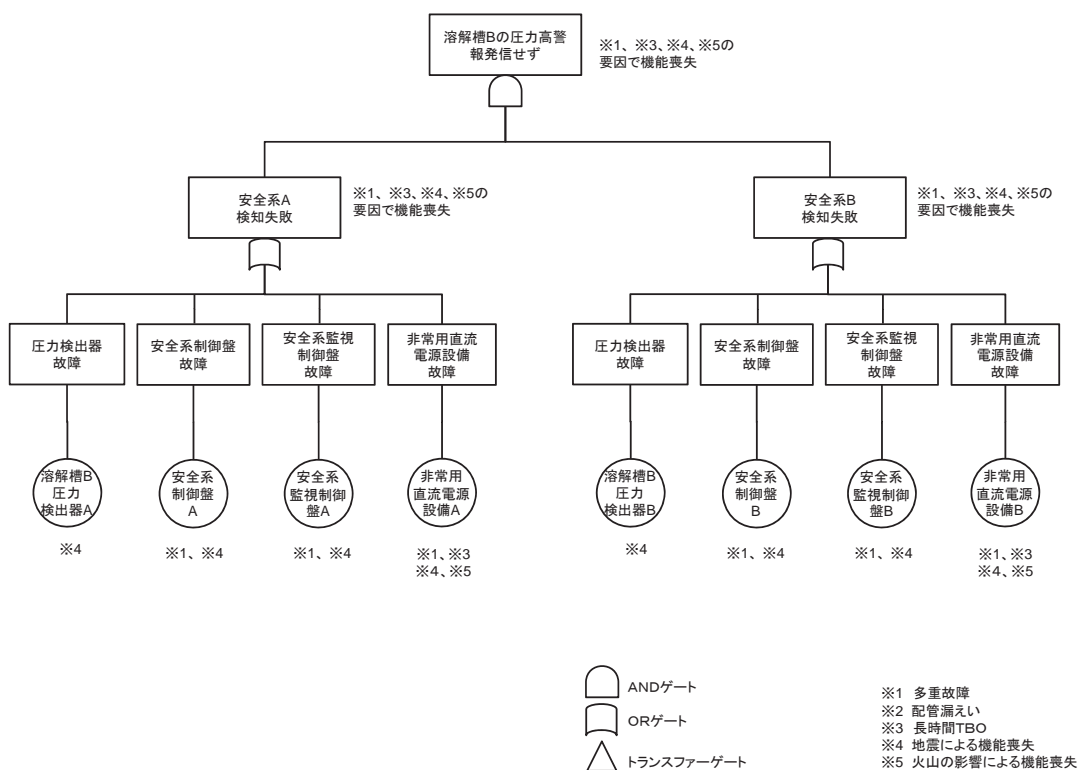 溶解槽Bの圧力高警
報発信せず
※1、※3、※4、※5の
要因で機能喪失
安全系A
検知失敗
※1、※3、※4、※5の
要因で機能喪失
安全系B
検知失敗
※1、※3、※4、※5の
要因で機能喪失
圧力検出器
故障
安全系制御盤
故障
安全系監視
制御盤
故障
非常用直流
電源設備
故障
圧力検出器
故障
安全系制御盤
故障
安全系監視
制御盤
故障
非常用直流
電源設備
故障
溶解槽B
圧力
検出器A
安全系
制御盤
A
安全系
監視制御
盤A
非常用
直流電源
設備A
溶解槽B
圧力
検出器B
安全系
制御盤
B
安全系
監視制御
盤B
非常用
直流電源
設備B
※4
※1、※4
※1、※4
※1、※3
※4、※5
※4
※1、※4
※1、※4
※1、※3
※4、※5
ANDゲート
ORゲート
トランスファーゲート
※1 多重故障
※2 配管漏えい
※3 長時間TBO
※4 地震による機能喪失
※5 火山の影響による機能喪失